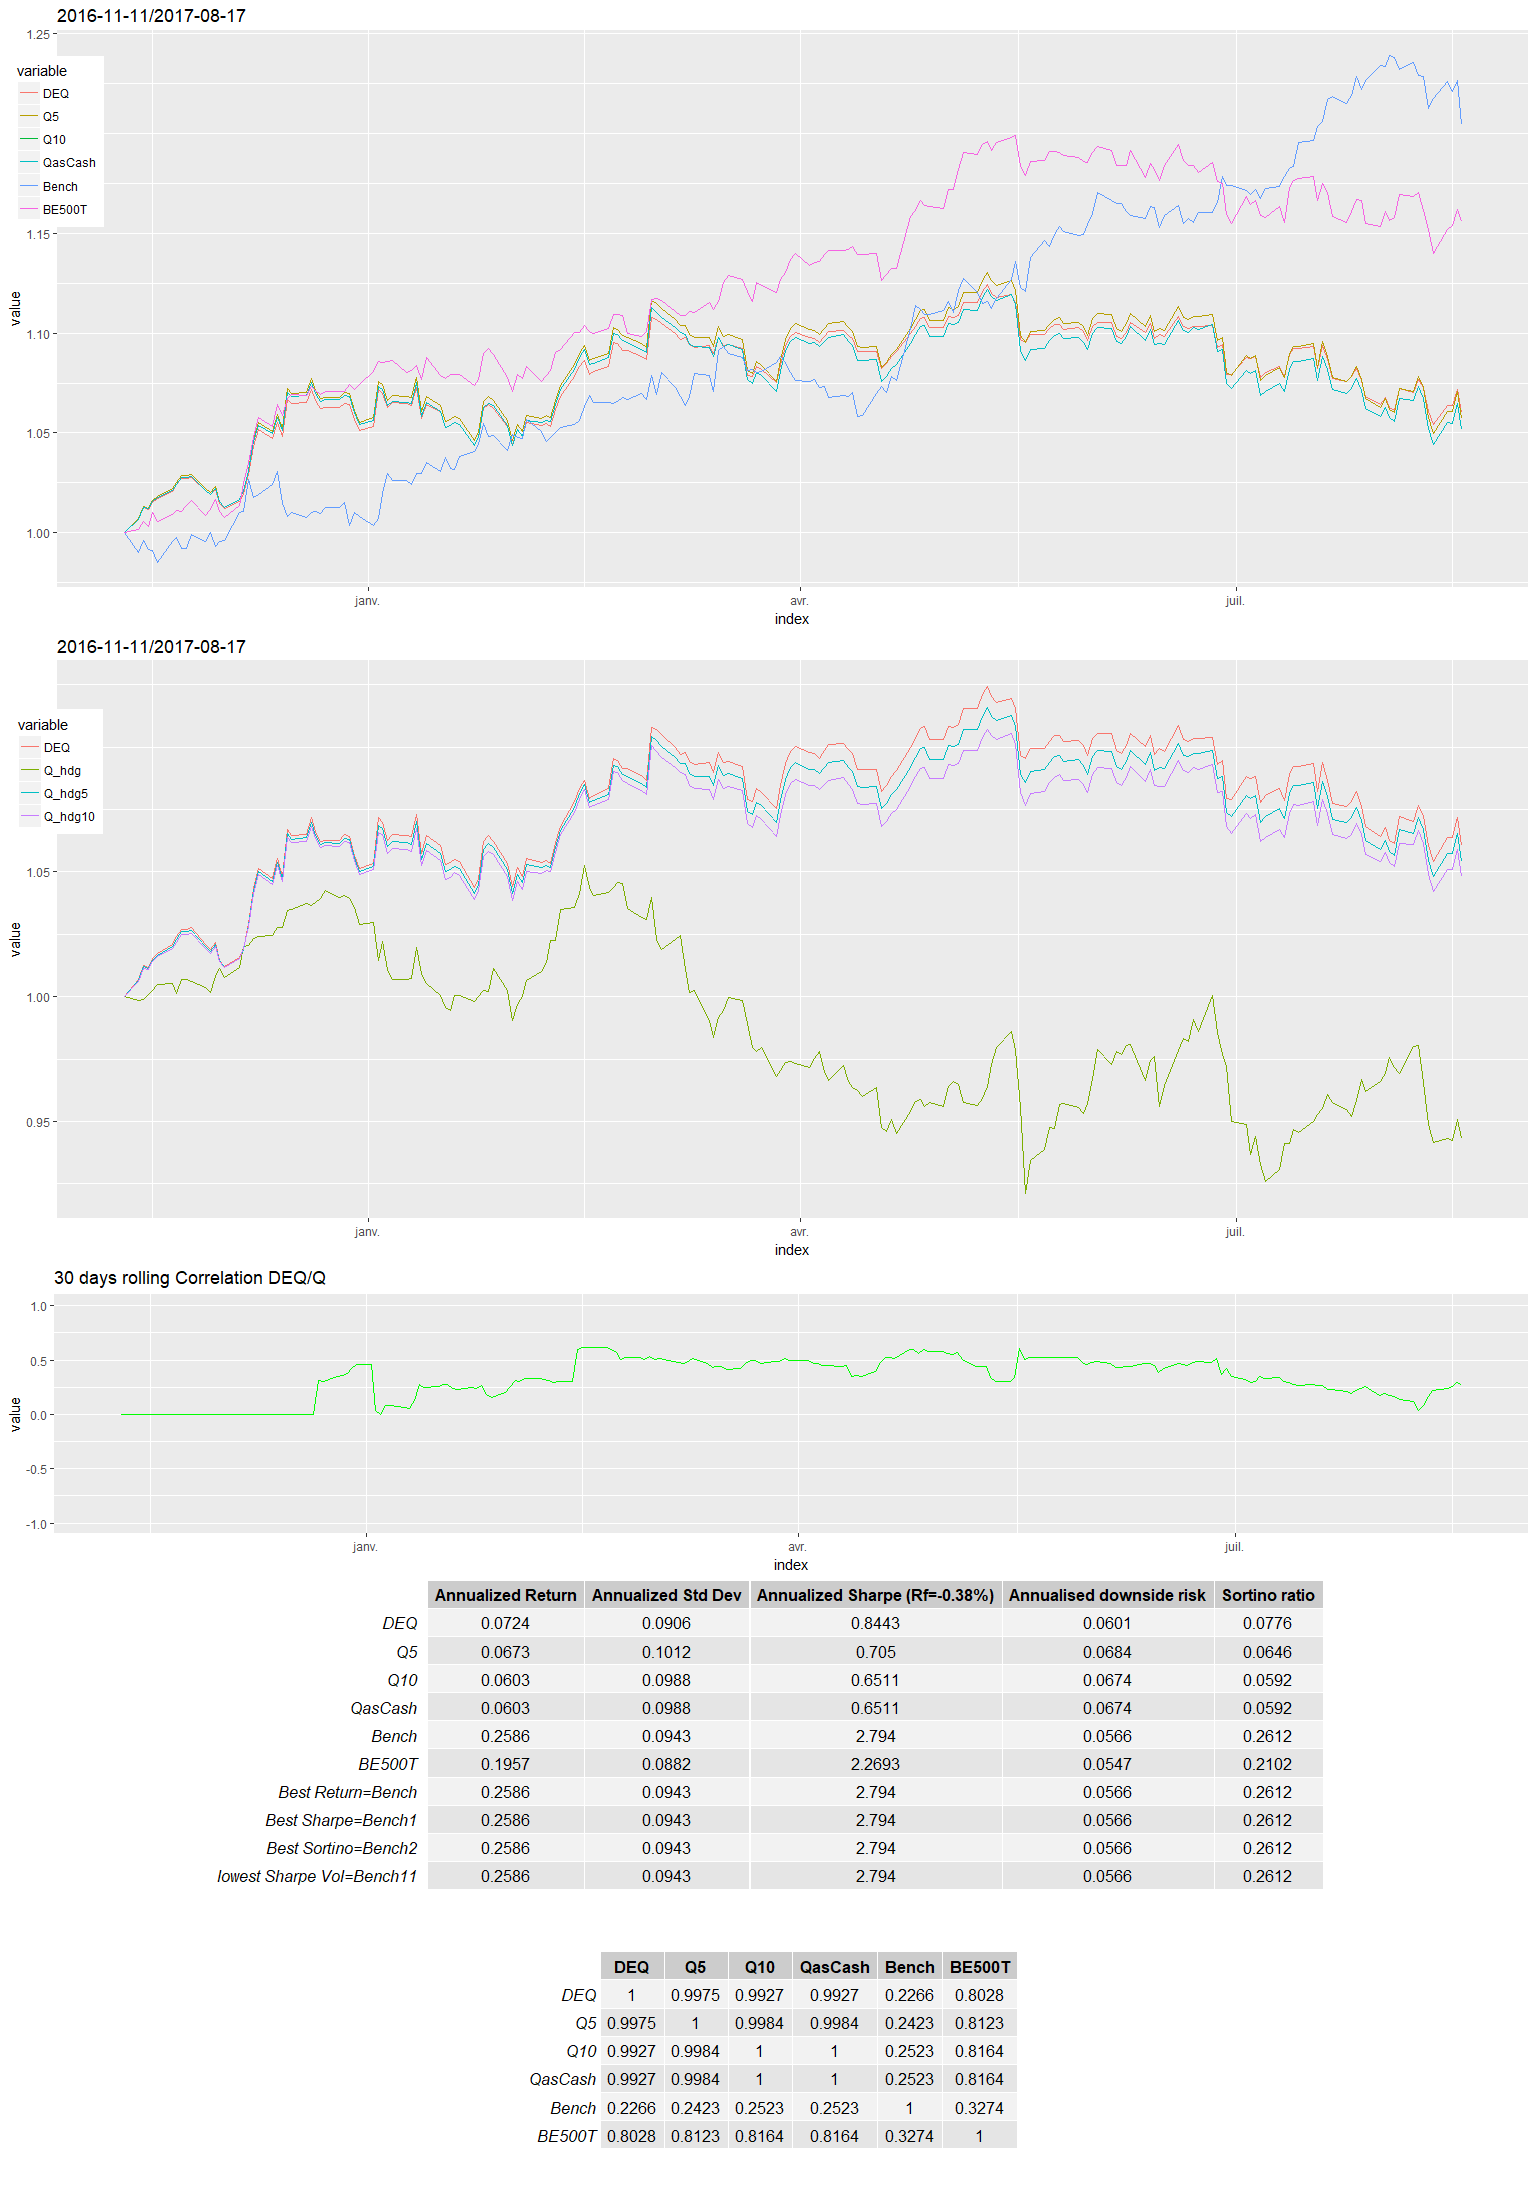 2016-11-11/2017-08-17
1.25
variable
DEQ
Q5
Q10
QasCash
Bench
BE500T
1.15
1.10
1.05
1.00
value
janv. avr. juil.
index
2016-11-11/2017-08-17
variable
DEQ
Q_hdg
Q_hdg5
Q_hdg10
1.05
1.00
0.95
value
janv. avr. juil.
index
30 days rolling Correlation DEQ/Q
1.0
0.5
0.0
-0.5
-1.0
value
janv. avr. juil.
index
Annualized Return Annualized Std Dev Annualized Sharpe (Rf=-0.38%) Annualised downside risk Sortino ratio
DEQ 0.0724 0.0906 0.8443 0.0601 0.0776
Q5 0.0673 0.1012 0.705 0.0684 0.0646
Q10 0.0603 0.0988 0.6511 0.0674 0.0592
QasCash 0.0603 0.0988 0.6511 0.0674 0.0592
Bench 0.2586 0.0943 2.794 0.0566 0.2612
BE500T 0.1957 0.0882 2.2693 0.0547 0.2102
Best Return=Bench 0.2586 0.0943 2.794 0.0566 0.2612
Best Sharpe=Bench1 0.2586 0.0943 2.794 0.0566 0.2612
Best Sortino=Bench2 0.2586 0.0943 2.794 0.0566 0.2612
lowest Sharpe Vol=Bench11 0.2586 0.0943 2.794 0.0566 0.2612
DEQ Q5 Q10 QasCash Bench BE500T
DEQ 1 0.9975 0.9927 0.9927 0.2266 0.8028
Q5 0.9975 1 0.9984 0.9984 0.2423 0.8123
Q10 0.9927 0.9984 1 1 0.2523 0.8164
QasCash 0.9927 0.9984 1 1 0.2523 0.8164
Bench 0.2266 0.2423 0.2523 0.2523 1 0.3274
BE500T 0.8028 0.8123 0.8164 0.8164 0.3274 1